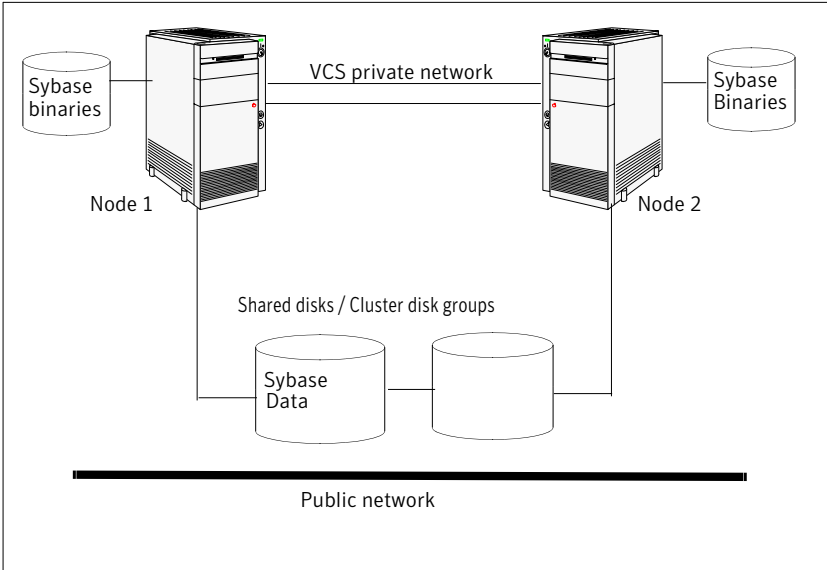 VCS private network
Sybase
binaries
Sybase
Binaries
Node 1
Node 2
Shared disks / Cluster disk groups
Sybase
Data
Public network